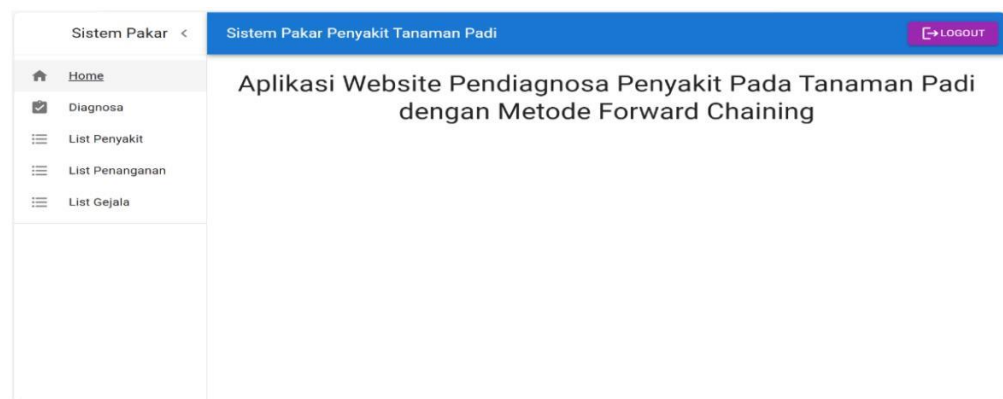 Sistem Pakar <
Sistem Pakar Penyakit Tanaman Padi
LOGOUT
Home
Diagnosa
List Penyakit
List Penanganan
List Gejala
Aplikasi Website Pendiagnosa Penyakit Pada Tanaman Padi
dengan Metode Forward Chaining